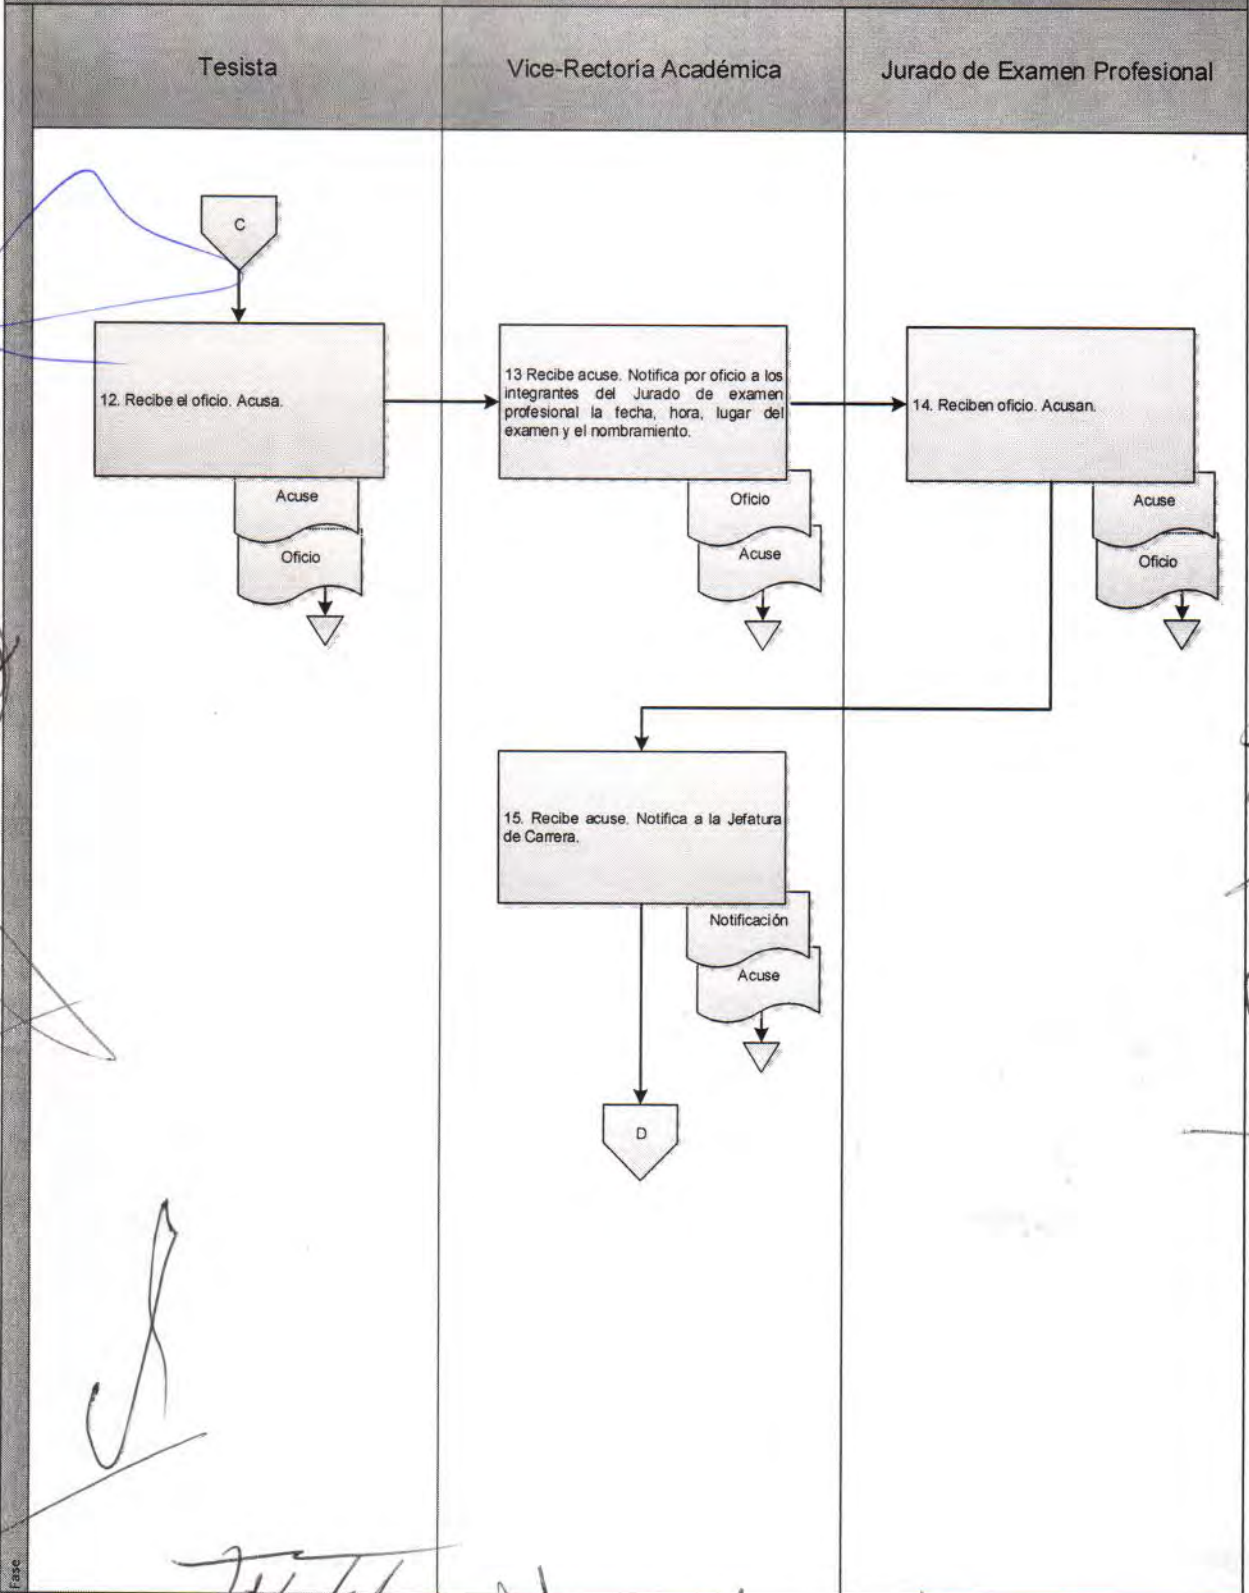 Tesista
Vice-Rectoría Académica
Jurado de Examen Profesional
C
12. Recibe el oficio. Acusa.
Acuse
Oficio
13 Recibe acuse. Notifica por oficio a los
integrantes del Jurado de examen
profesional la fecha, hora, lugar del
examen y el nombramiento.
Oficio
Acuse
14. Reciben oficio. Acusan.
Acuse
Oficio
15. Recibe acuse. Notifica a la Jefatura
de Carrera.
Notificación
Acuse
D
Fase